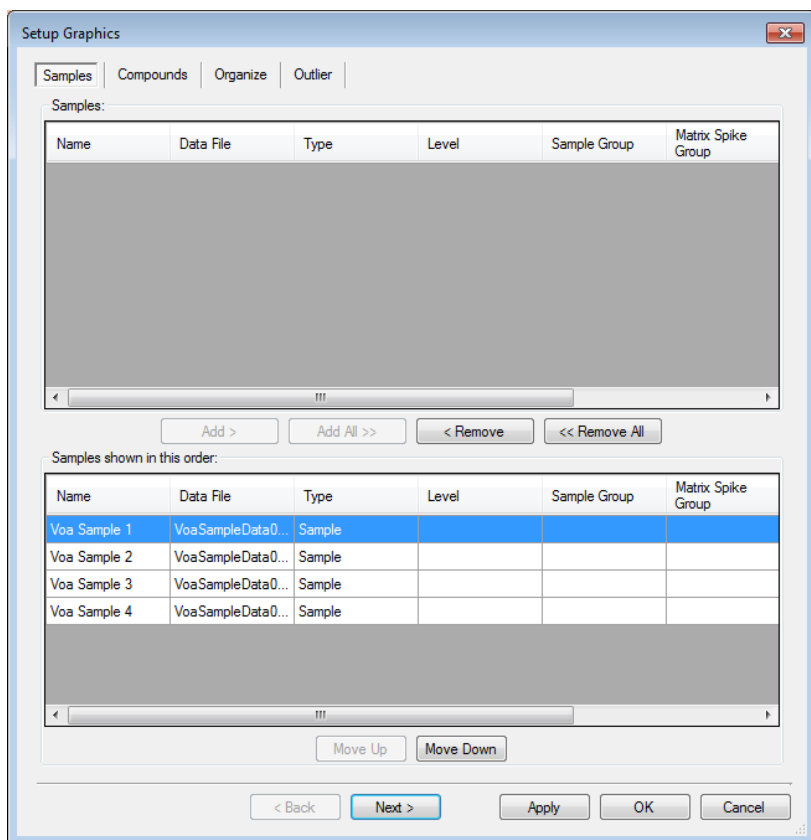 Setup Graphics
Samples Compounds Organize Outlier
Samples:
Name Data File Type Level Sample Group Matrix Spike Group
Add > Add All >> < Remove << Remove All
Samples shown in this order:
Name Data File Type Level Sample Group Matrix Spike Group
Voa Sample 1 VoaSampleData0... Sample
Voa Sample 2 VoaSampleData0... Sample
Voa Sample 3 VoaSampleData0... Sample
Voa Sample 4 VoaSampleData0... Sample
Move Up Move Down
< Back Next > Apply OK Cancel